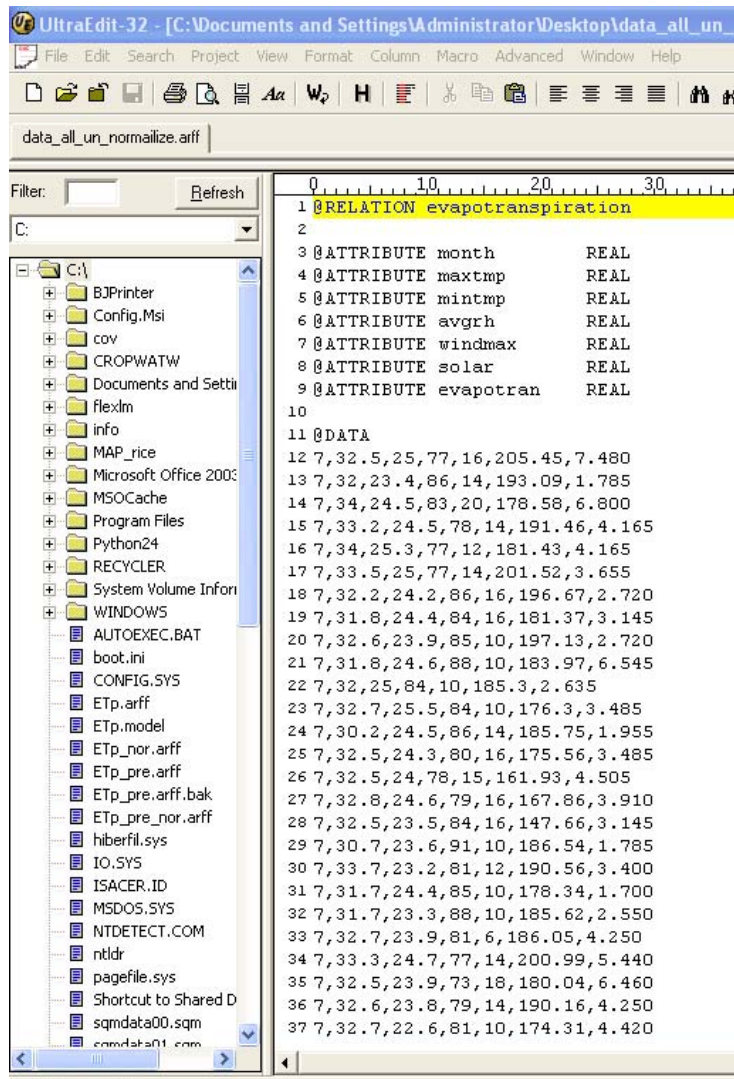 UltraEdit-32 - [C:\Documents and Settings\Administrator\Desktop\data_all_un_
File Edit Search Project View Format Column Macro Advanced Window Help
data_all_un_normailize.arff
Filter: Refresh
C:
C:\
BJPrinter
Config.Msi
cov
CROPWATW
Documents and Settin
flexlm
info
MAP_rice
Microsoft Office 2003
MSOCache
Program Files
Python24
RECYCLER
System Volume Inform
WINDOWS
AUTOEXEC.BAT
boot.ini
CONFIG.SYS
ETp.arff
ETp.model
ETp_nor.arff
ETp_pre.arff
ETp_pre.arff.bak
ETp_pre_nor.arff
hiberfil.sys
IO.SYS
ISACER.ID
MSDOS.SYS
NTDETECT.COM
ntldr
pagefile.sys
Shortcut to Shared D
sqmdata00.sqm
sqmdata01.sqm
0 10 20 30
1 @RELATION evapotranspiration
2
3 @ATTRIBUTE month REAL
4 @ATTRIBUTE maxtmp REAL
5 @ATTRIBUTE mintmp REAL
6 @ATTRIBUTE avgrh REAL
7 @ATTRIBUTE windmax REAL
8 @ATTRIBUTE solar REAL
9 @ATTRIBUTE evapotran REAL
10
11 @DATA
12 7,32.5,25,77,16,205.45,7.480
13 7,32,23.4,86,14,193.09,1.785
14 7,34,24.5,83,20,178.58,6.800
15 7,33.2,24.5,78,14,191.46,4.165
16 7,34,25.3,77,12,181.43,4.165
17 7,33.5,25,77,14,201.52,3.655
18 7,32.2,24.2,86,16,196.67,2.720
19 7,31.8,24.4,84,16,181.37,3.145
20 7,32.6,23.9,85,10,197.13,2.720
21 7,31.8,24.6,88,10,183.97,6.545
22 7,32,25,84,10,185.3,2.635
23 7,32.7,25.5,84,10,176.3,3.485
24 7,30.2,24.5,86,14,185.75,1.955
25 7,32.5,24.3,80,16,175.56,3.485
26 7,32.5,24,78,15,161.93,4.505
27 7,32.8,24.6,79,16,167.86,3.910
28 7,32.5,23.5,84,16,147.66,3.145
29 7,30.7,23.6,91,10,186.54,1.785
30 7,33.7,23.2,81,12,190.56,3.400
31 7,31.7,24.4,85,10,178.34,1.700
32 7,31.7,23.3,88,10,185.62,2.550
33 7,32.7,23.9,81,6,186.05,4.250
34 7,33.3,24.7,77,14,200.99,5.440
35 7,32.5,23.9,73,18,180.04,6.460
36 7,32.6,23.8,79,14,190.16,4.250
37 7,32.7,22.6,81,10,174.31,4.420